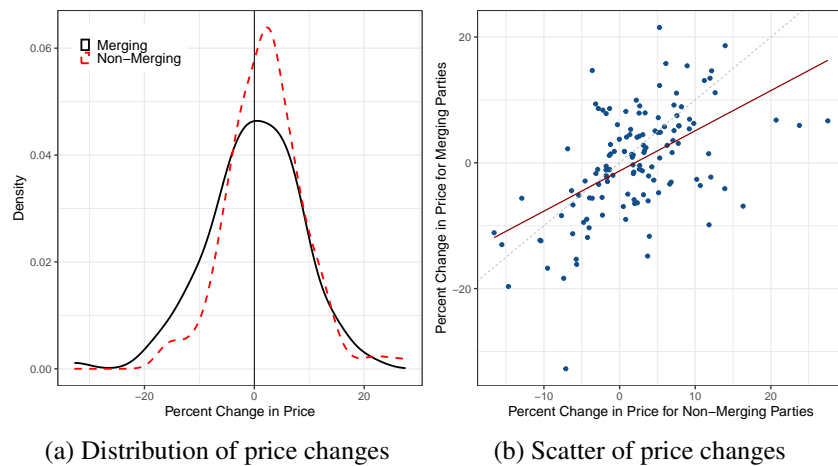 Merging
Non−Merging
0.06
0.04
0.02
0.00
Density
−20
0
20
Percent Change in Price
(a) Distribution of price changes
20
0
−20
Percent Change in Price for Merging Parties
−10
0
10
20
Percent Change in Price for Non−Merging Parties
(b) Scatter of price changes